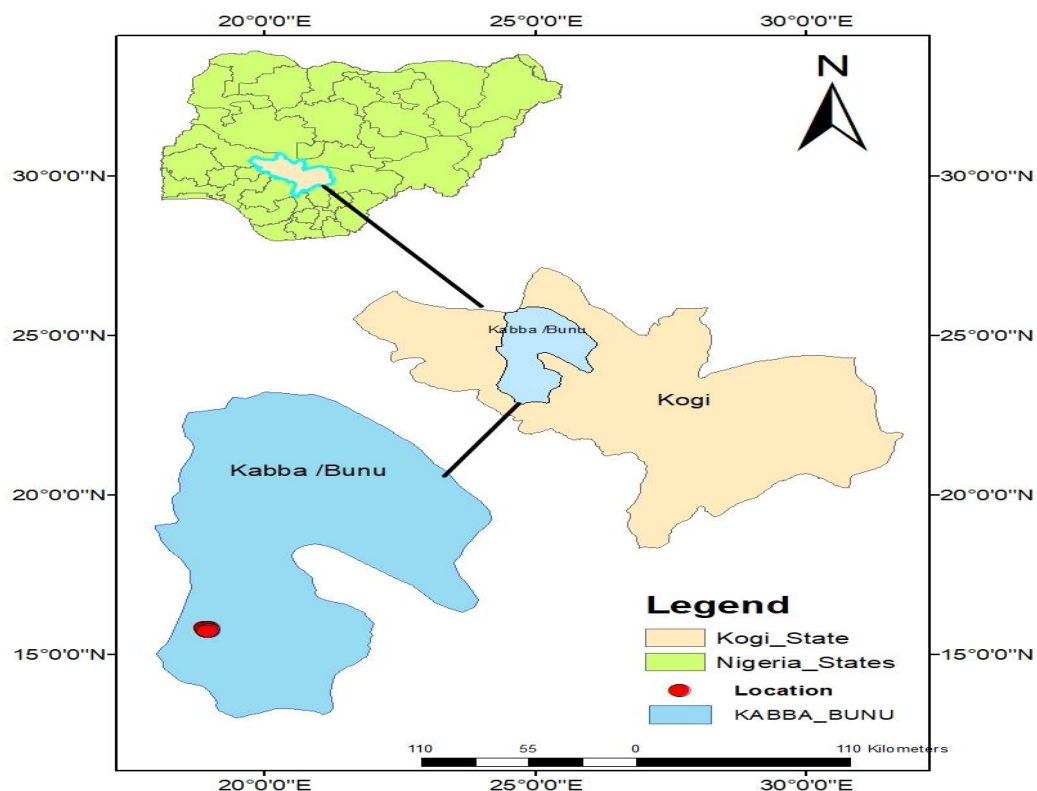 20°0'0"E 25°0'0"E 30°0'0"E
N
30°0'0"N 30°0'0"N
25°0'0"N 25°0'0"N
Kabba /Bunu
Kogi
Kabba /Bunu
20°0'0"N 20°0'0"N
Legend
Kogi_State
15°0'0"N 15°0'0"N
Nigeria_States
Location
KABBA_BUNU
110 55 0 110 Kilometers
20°0'0"E 25°0'0"E 30°0'0"E